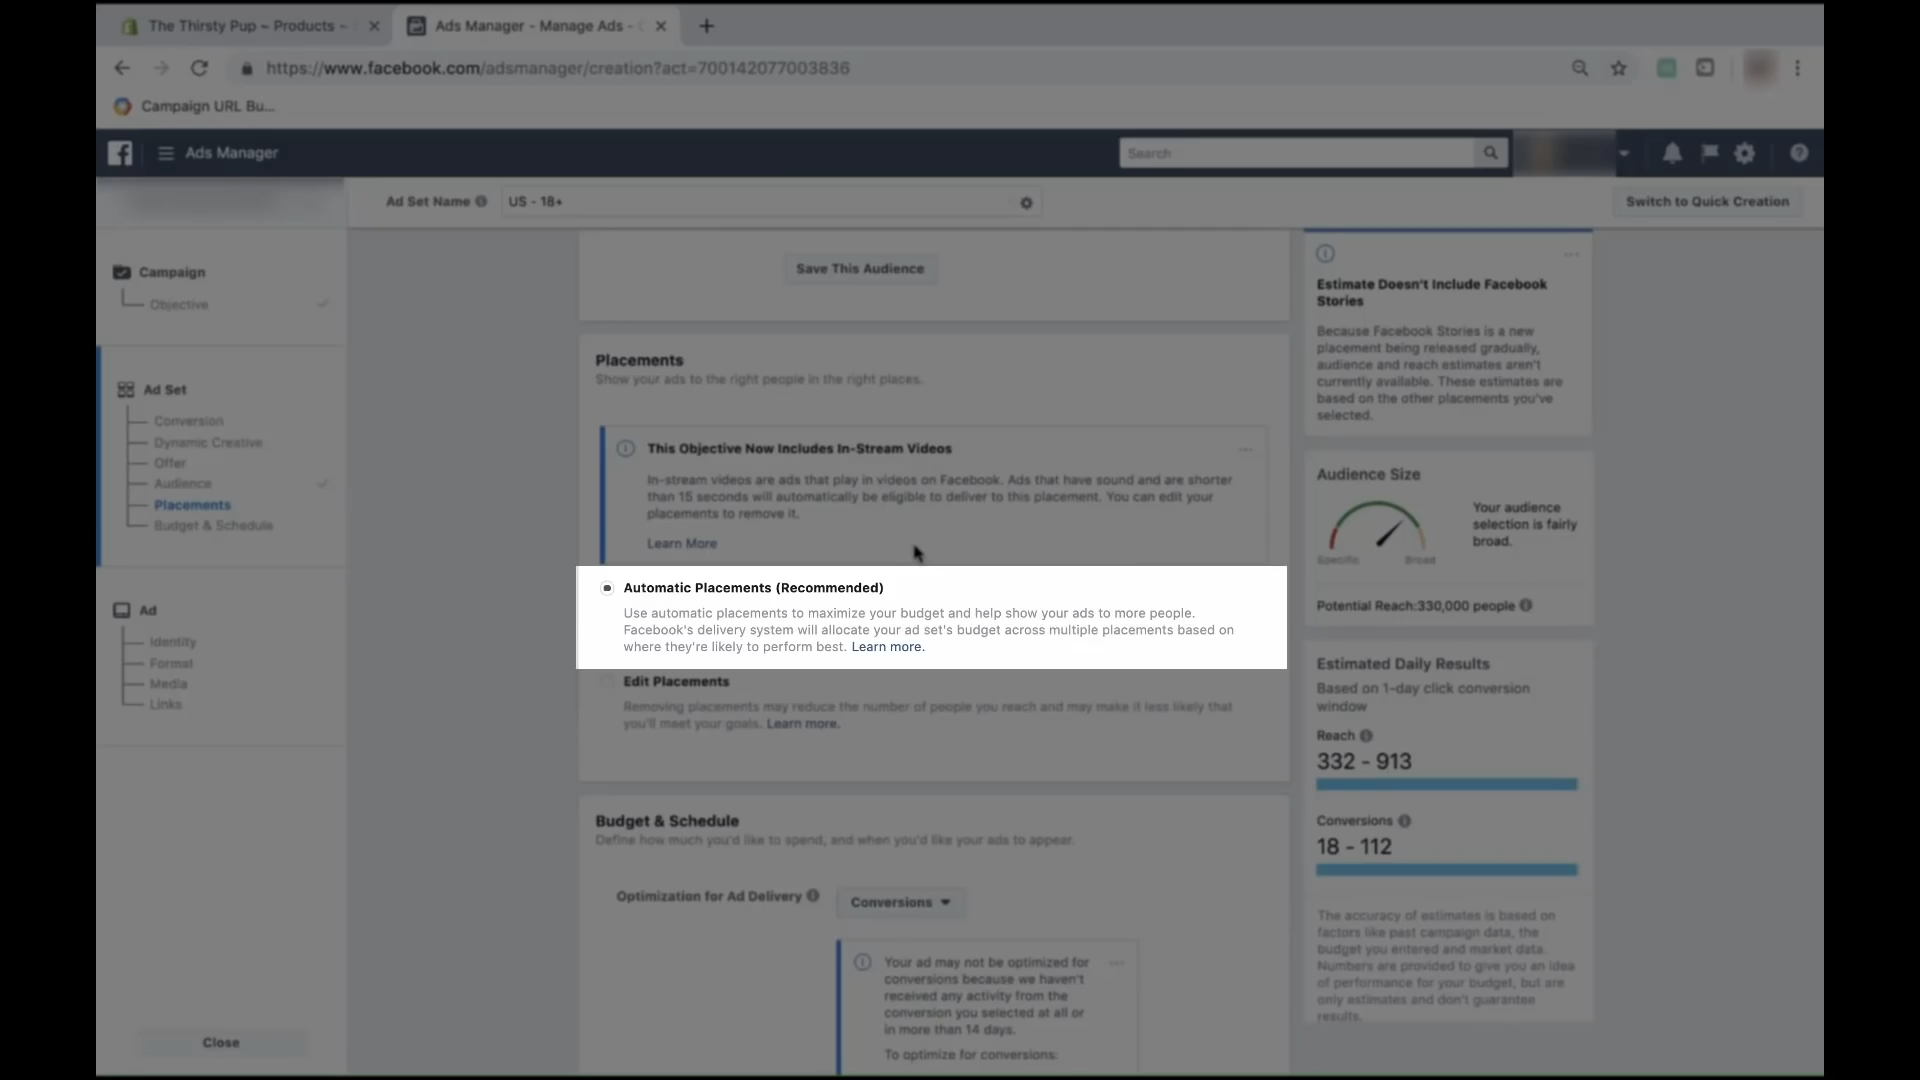 The Thirsty Pup ~ Products ~
Ads Manager - Manage Ads -
https://www.facebook.com/adsmanager/creation?act=700142077003836
Campaign URL Bu...
Ads Manager
Search
Ad Set Name
US - 18+
Switch to Quick Creation
Campaign
Objective
Ad Set
Conversion
Dynamic Creative
Offer
Audience
Placements
Budget & Schedule
Ad
Identity
Format
Media
Links
Close
Save This Audience
Placements
Show your ads to the right people in the right places.
This Objective Now Includes In-Stream Videos
In-stream videos are ads that play in videos on Facebook. Ads that have sound and are shorter
than 15 seconds will automatically be eligible to deliver to this placement. You can edit your
placements to remove it.
Learn More
Automatic Placements (Recommended)
Use automatic placements to maximize your budget and help show your ads to more people.
Facebook's delivery system will allocate your ad set's budget across multiple placements based on
where they're likely to perform best. Learn more.
Edit Placements
Removing placements may reduce the number of people you reach and may make it less likely that
you'll meet your goals. Learn more.
Budget & Schedule
Define how much you'd like to spend, and when you'd like your ads to appear.
Optimization for Ad Delivery
Conversions
Your ad may not be optimized for
conversions because we haven't
received any activity from the
conversion you selected at all or
in more than 14 days.
To optimize for conversions:
Estimate Doesn't Include Facebook
Stories
Because Facebook Stories is a new
placement being released gradually,
audience and reach estimates aren't
currently available. These estimates are
based on the other placements you've
selected.
Audience Size
Your audience
selection is fairly
broad.
Specific
Broad
Potential Reach:330,000 people
Estimated Daily Results
Based on 1-day click conversion
window
Reach
332 - 913
Conversions
18 - 112
The accuracy of estimates is based on
factors like past campaign data, the
budget you entered and market data.
Numbers are provided to give you an idea
of performance for your budget, but are
only estimates and don't guarantee
results.